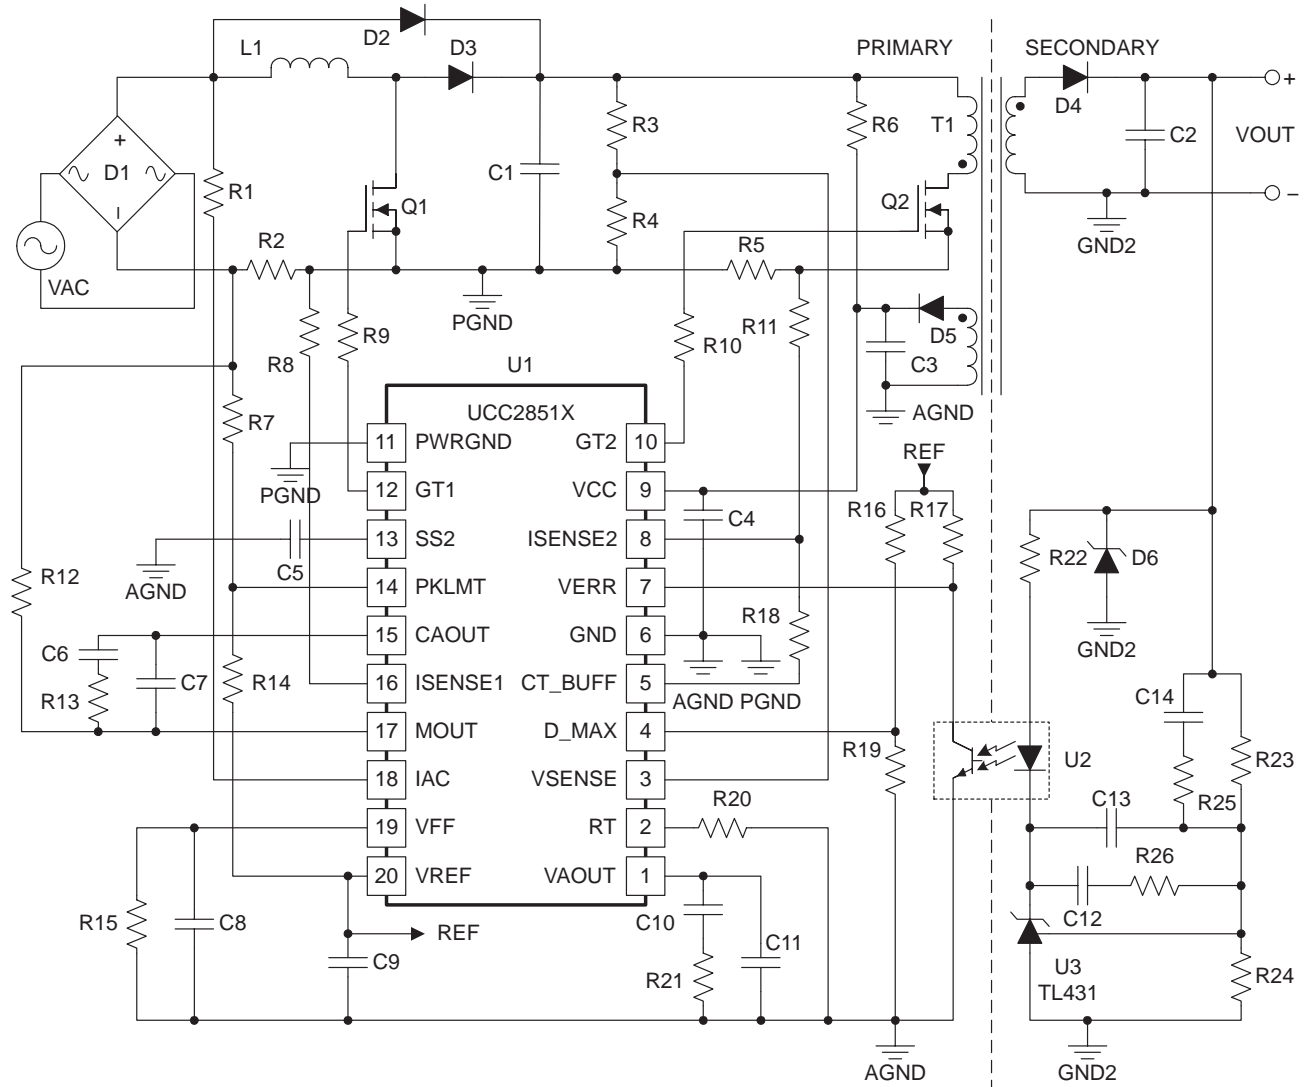 D2
L1
D3
PRIMARY
SECONDARY
+
D4
R3
R6
T1
C2
VOUT
+
D1
R1
C1
–
Q1
R4
Q2
–
R2
R5
GND2
VAC
PGND
R8
R9
R10
R11
D5
C3
U1
AGND
UCC2851X
R7
11 PWRGND
GT2 10
REF
PGND
12 GT1
VCC 9
C4
R16
R17
13 SS2
ISENSE2 8
C5
R22
D6
R12
AGND
14 PKLMT
VERR 7
R18
15 CAOUT
GND 6
GND2
C6
C7
R14
16 ISENSE1
CT_BUFF 5
AGND PGND
C14
R13
17 MOUT
D_MAX 4
R19
U2
R23
18 IAC
VSENSE 3
R25
R20
C13
19 VFF
RT 2
R26
20 VREF
VAOUT 1
R15
C8
REF
C10
C12
C11
C9
R21
U3
TL431
R24
AGND
GND2